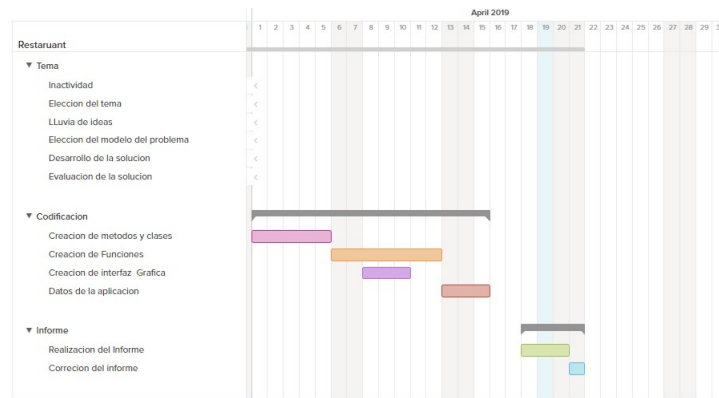 April 2019
1 2 3 4 5 6 7 8 9 10 11 12 13 14 15 16 17 18 19 20 21 22 23 24 25 26 27 28 29
Restaruant
Tema
Inactividad
Eleccion del tema
LLuvia de ideas
Eleccion del modelo del problema
Desarrollo de la solucion
Evaluacion de la solucion
Codificacion
Creacion de metodos y clases
Creacion de Funciones
Creacion de interfaz Grafica
Datos de la aplicacion
Informe
Realizacion del Informe
Correcion del informe